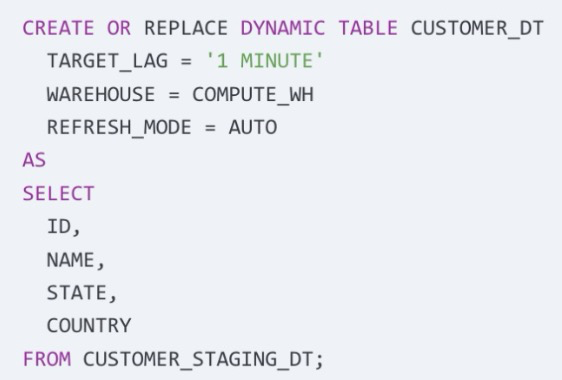 CREATE OR REPLACE DYNAMIC TABLE CUSTOMER_DT
TARGET_LAG = '1 MINUTE'
WAREHOUSE = COMPUTE_WH
REFRESH_MODE = AUTO
AS
SELECT
ID,
NAME,
STATE,
COUNTRY
FROM CUSTOMER_STAGING_DT;